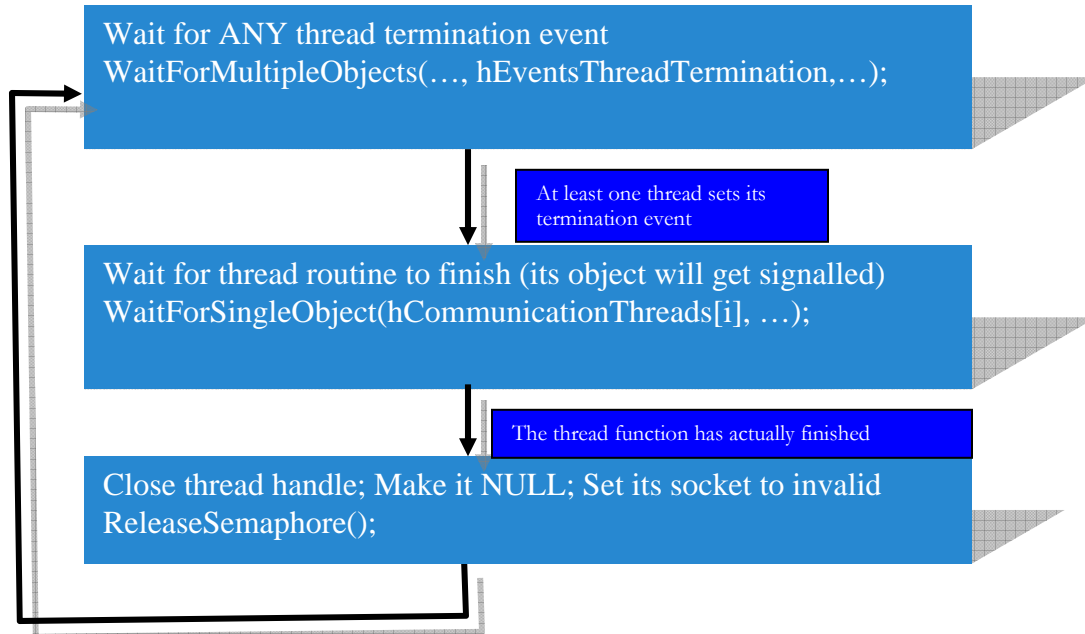 Wait for ANY thread termination event
WaitForMultipleObjects(…, hEventsThreadTermination,…);
At least one thread sets its
termination event
Wait for thread routine to finish (its object will get signalled)
WaitForSingleObject(hCommunicationThreads[i], …);
The thread function has actually finished
Close thread handle; Make it NULL; Set its socket to invalid
ReleaseSemaphore();